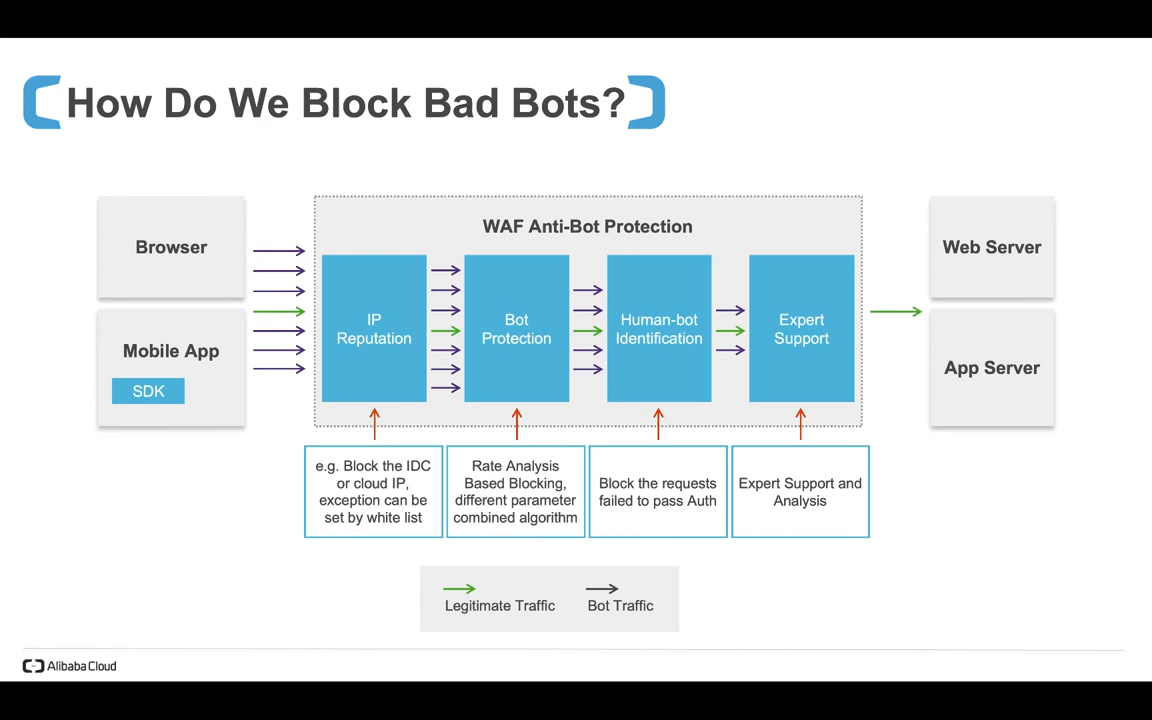 How Do We Block Bad Bots?
Browser
Mobile App
SDK
WAF Anti-Bot Protection
IP
Reputation
Bot
Protection
Human-bot
Identification
Expert
Support
Web Server
App Server
e.g. Block the IDC
or cloud IP,
exception can be
set by white list
Rate Analysis
Based Blocking,
different parameter
combined algorithm
Block the requests
failed to pass Auth
Expert Support and
Analysis
Legitimate Traffic
Bot Traffic
Alibaba Cloud